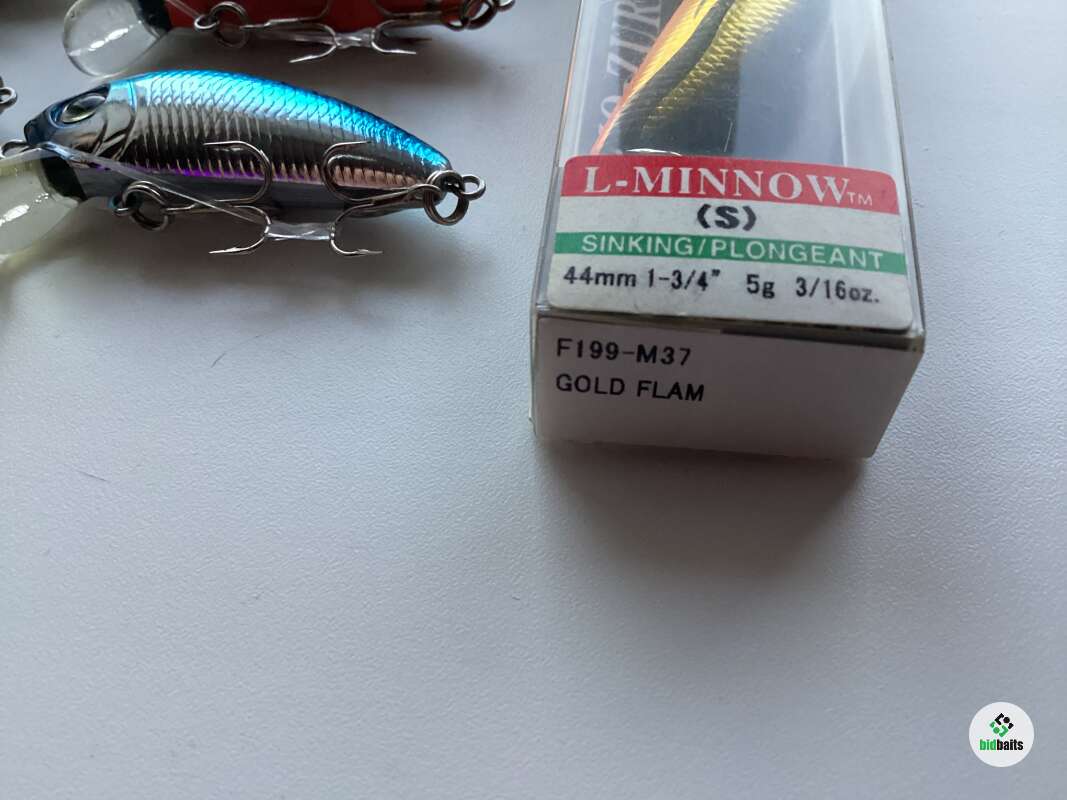 L-MINNOW™
(S)
SINKING/PLONGEANT
44mm 1-3/4” 5g 3/16oz.
F199-M37
GOLD FLAM
bidbaits